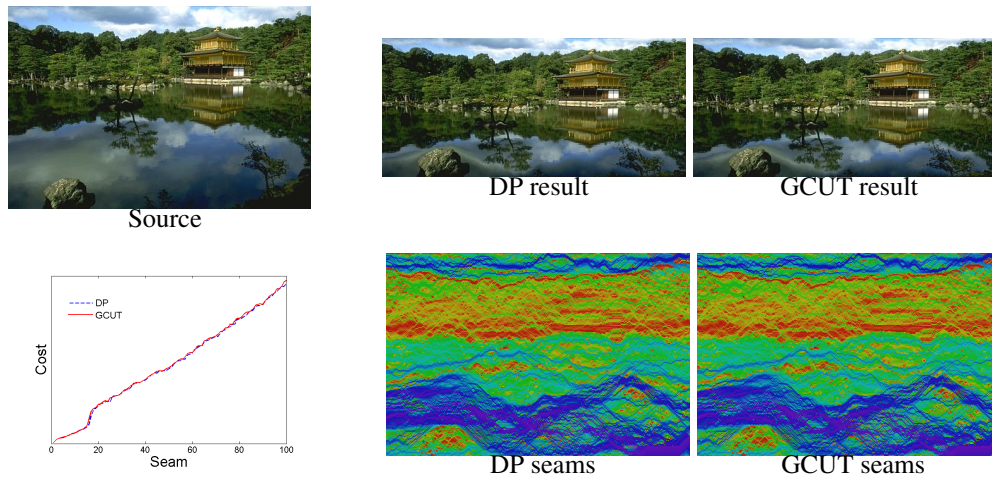 Source
DP result
GCUT result
DP
GCUT
Cost
0
20
40
60
80
100
Seam
DP seams
GCUT seams